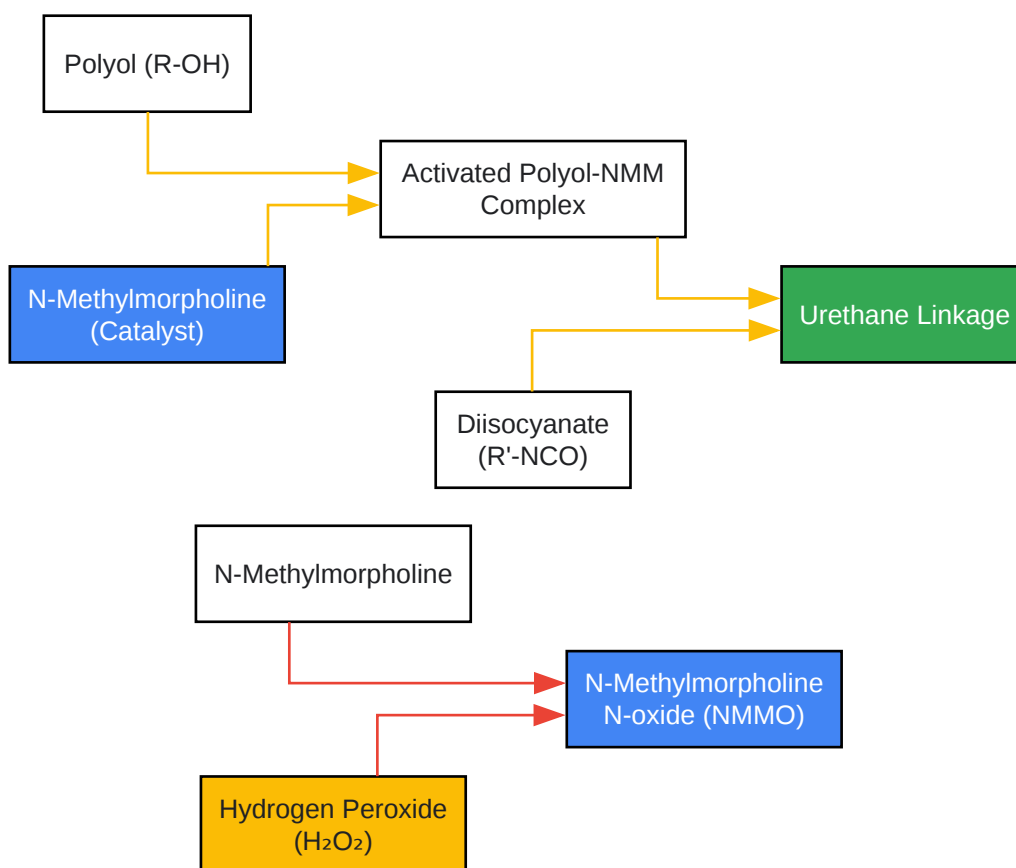 Polyol (R-OH)
Activated Polyol-NMM
Complex
N-Methylmorpholine
(Catalyst)
Urethane Linkage
Diisocyanate
(R'-NCO)
N-Methylmorpholine
N-Methylmorpholine
N-oxide (NMMO)
Hydrogen Peroxide
(H₂O₂)